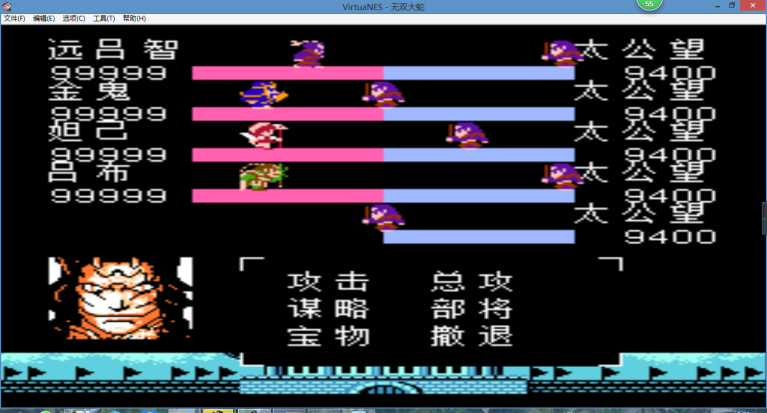 55
VirtuaNES - 无双大蛇
文件(F) 编辑(E) 选项(C) 工具(T) 帮助(H)
远吕智 太公望
99999 9400
金鬼 太公望
99999 9400
妲己 太公望
99999 9400
吕布 太公望
99999 9400
太公望
9400
攻击 总攻
谋略 部将
宝物 撤退